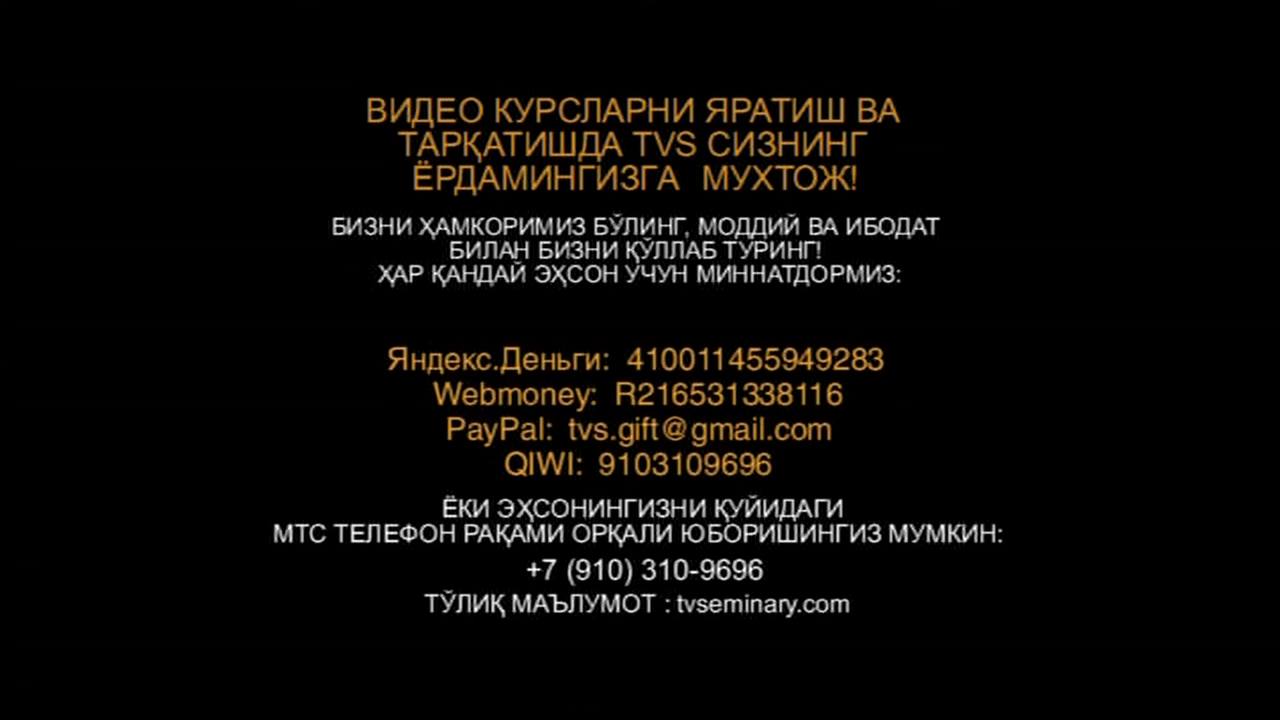 ВИДЕО КУРСЛАРНИ ЯРАТИШ ВА
ТАРҚАТИШДА TVS СИЗНИНГ
ЁРДАМИНГИЗГА МУХТОЖ!
БИЗНИ ҲАМКОРИМИЗ БЎЛИНГ, МОДДИЙ ВА ИБОДАТ
БИЛАН БИЗНИ ҚЎЛЛАБ ТУРИНГ!
ҲАР ҚАНДАЙ ЭҲСОН УЧУН МИННАТДОРМИЗ:
Яндекс.Деньги: 410011455949283
Webmoney: R216531338116
PayPal: tvs.gift@gmail.com
QIWI: 9103109696
ЁКИ ЭҲСОНИНГИЗНИ ҚУЙИДАГИ
МТС ТЕЛЕФОН РАҚАМИ ОРҚАЛИ ЮБОРИШИНГИЗ МУМКИН:
+7 (910) 310-9696
ТЎЛИҚ МАЪЛУМОТ : tvseminary.com